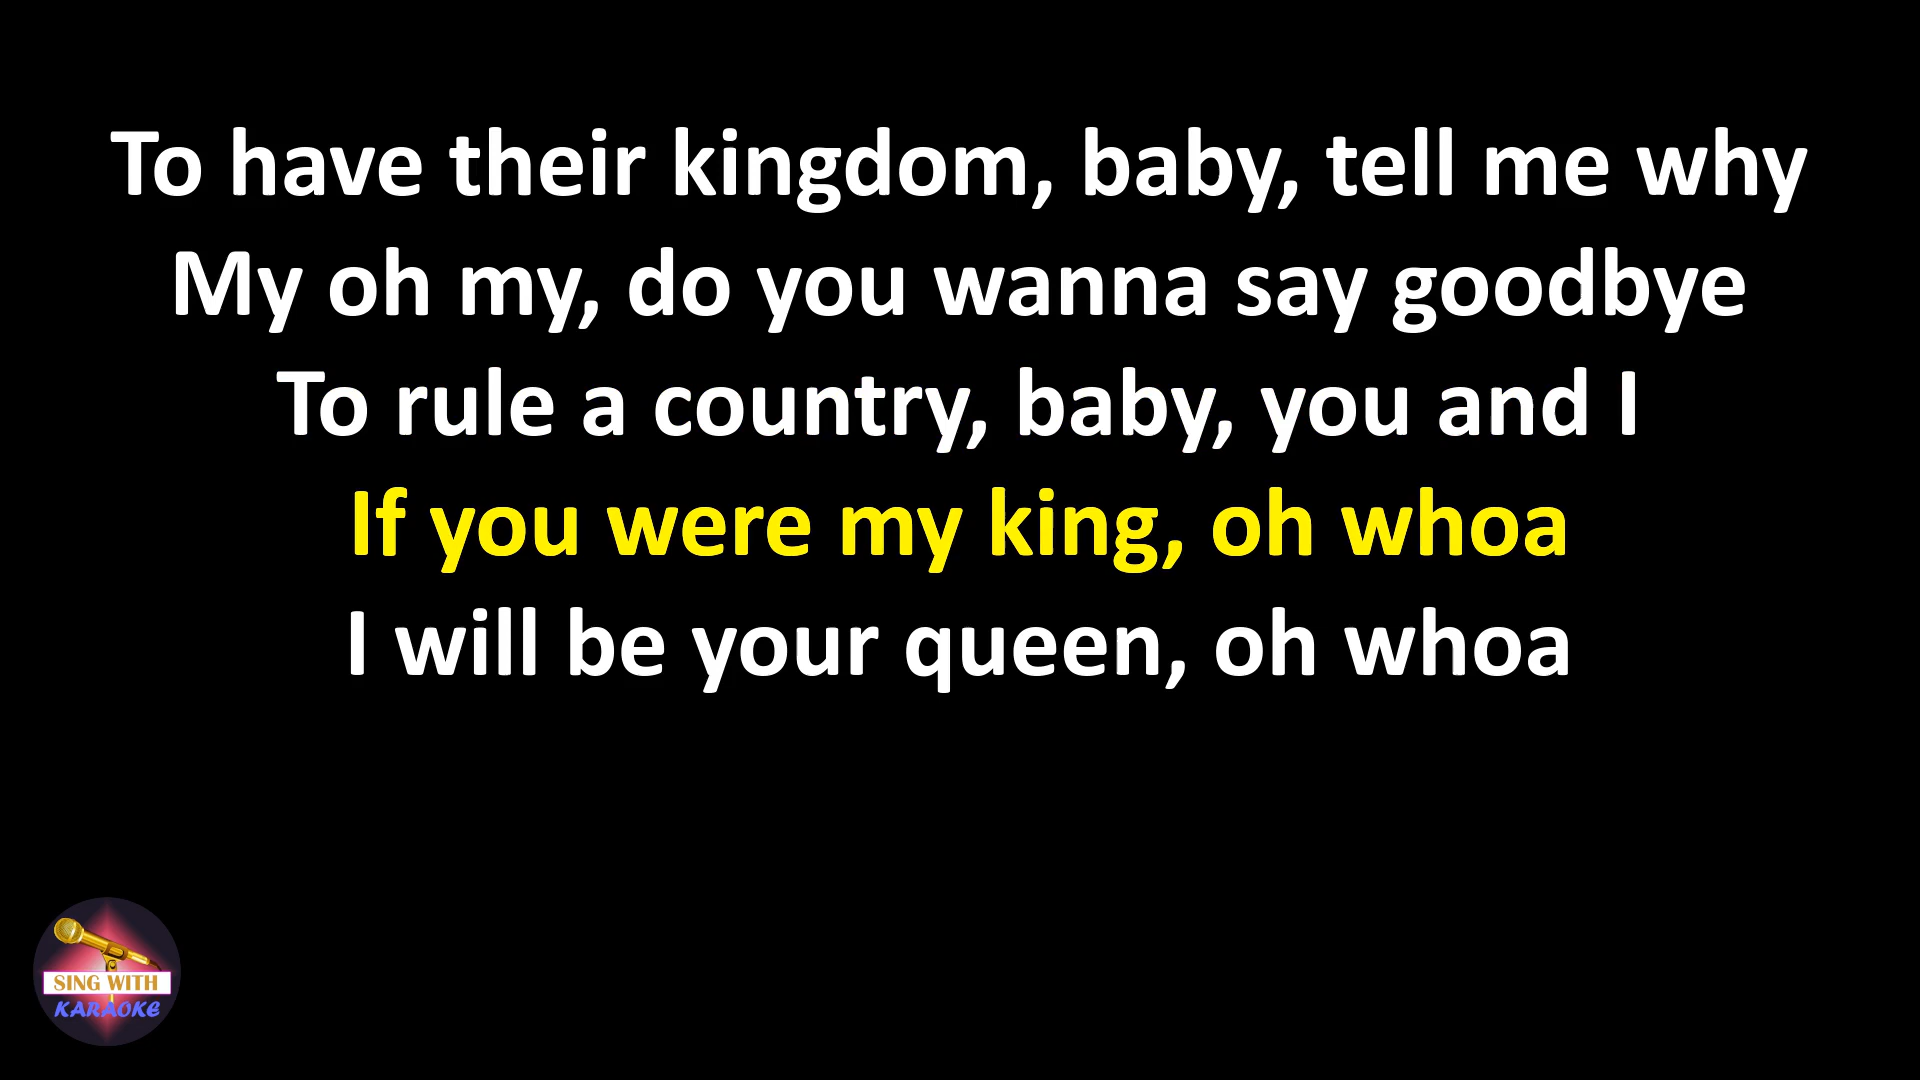 To have their kingdom, baby, tell me why
My oh my, do you wanna say goodbye
To rule a country, baby, you and I
If you were my king, oh whoa
I will be your queen, oh whoa
SING WITH
KARAOKE